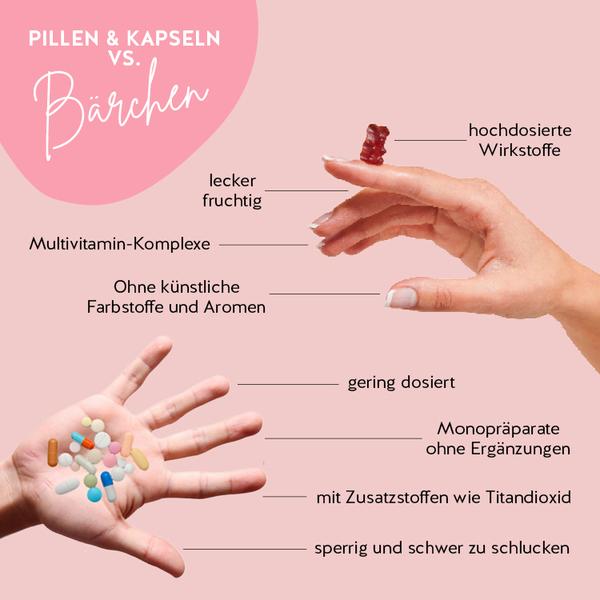 PILLEN & KAPSELN
VS.
Bärchen
hochdosierte
Wirkstoffe
lecker
fruchtig
Multivitamin-Komplexe
Ohne künstliche
Farbstoffe und Aromen
gering dosiert
Monopräparate
ohne Ergänzungen
mit Zusatzstoffen wie Titandioxid
sperrig und schwer zu schlucken